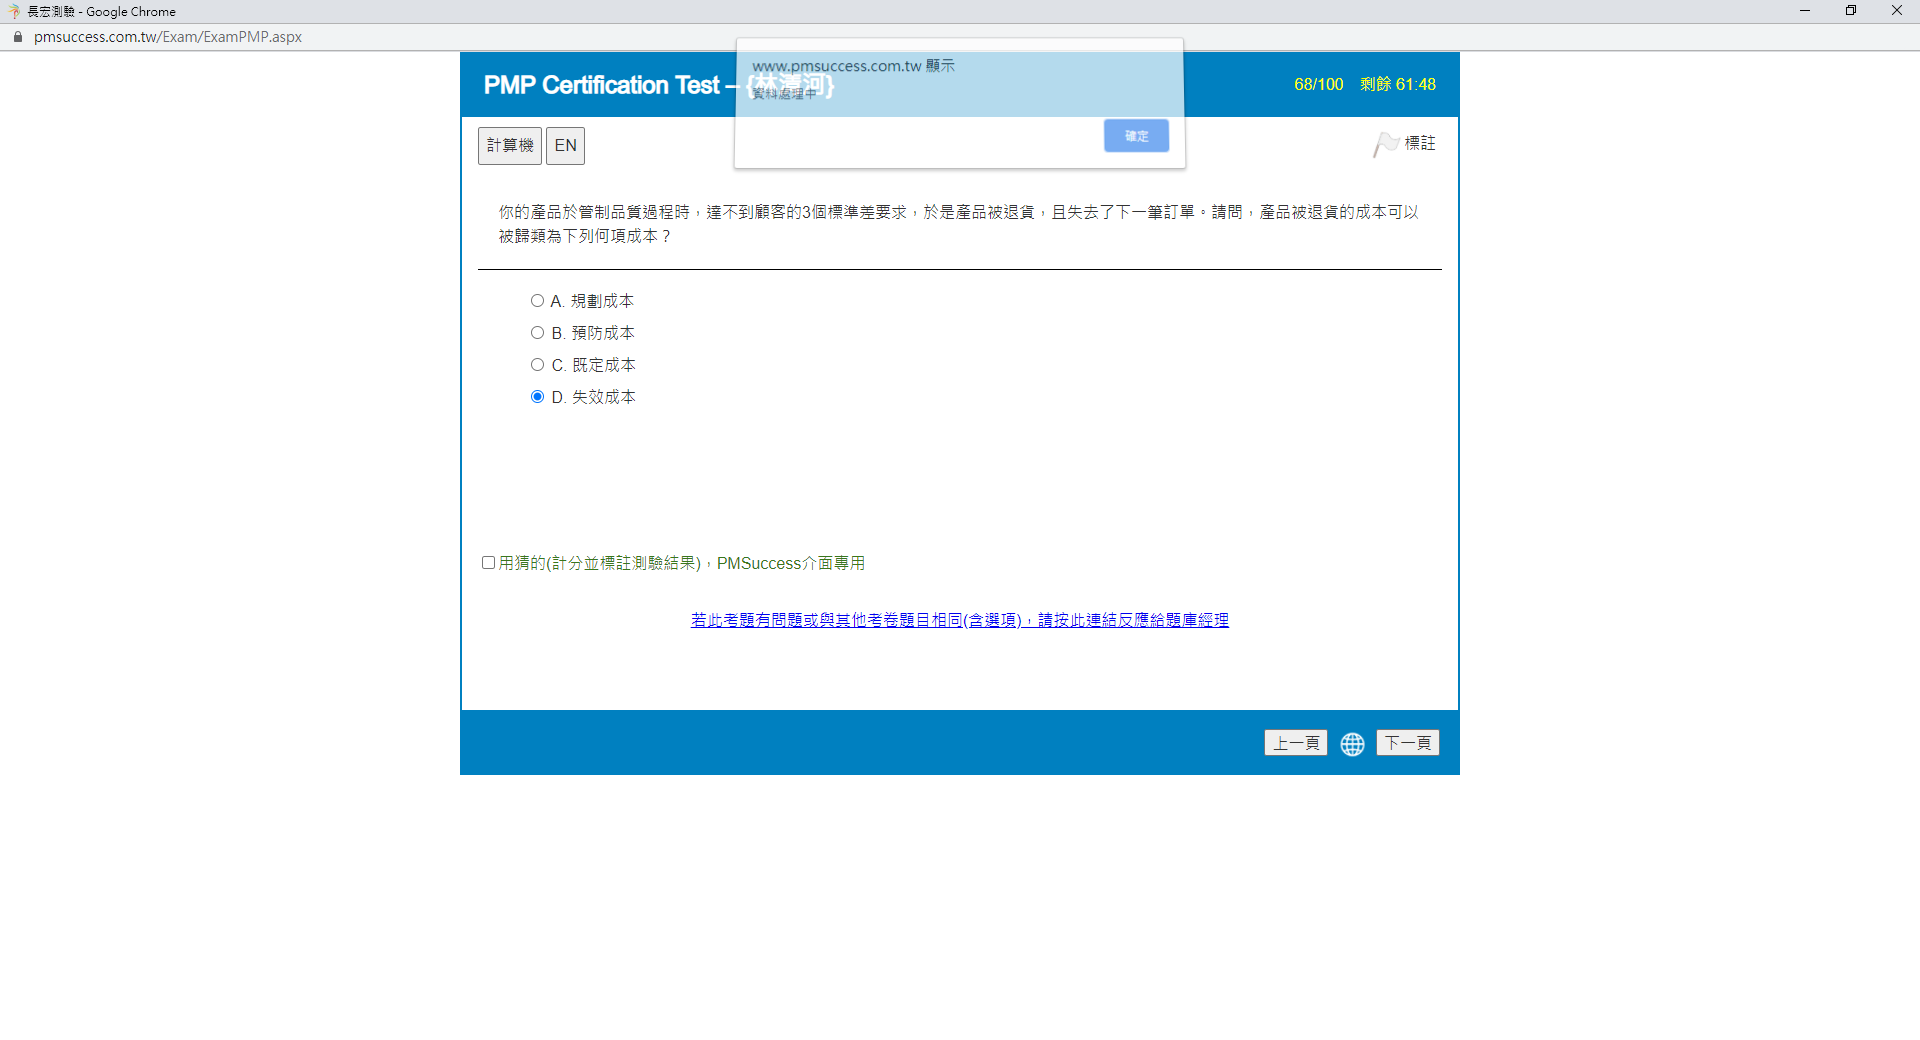 長宏測驗 - Google Chrome
pmsuccess.com.tw/Exam/ExamPMP.aspx
www.pmsuccess.com.tw 顯示
資料處理中
確定
PMP Certification Test – {林清河}
68/100 剩餘 61:48
計算機 EN
標註
你的產品於管制品質過程時，達不到顧客的3個標準差要求，於是產品被退貨，且失去了下一筆訂單。請問，產品被退貨的成本可以
被歸類為下列何項成本？
A. 規劃成本
B. 預防成本
C. 既定成本
D. 失效成本
用猜的(計分並標註測驗結果)，PMSuccess介面專用
若此考題有問題或與其他考卷題目相同(含選項)，請按此連結反應給題庫經理
上一頁 下一頁